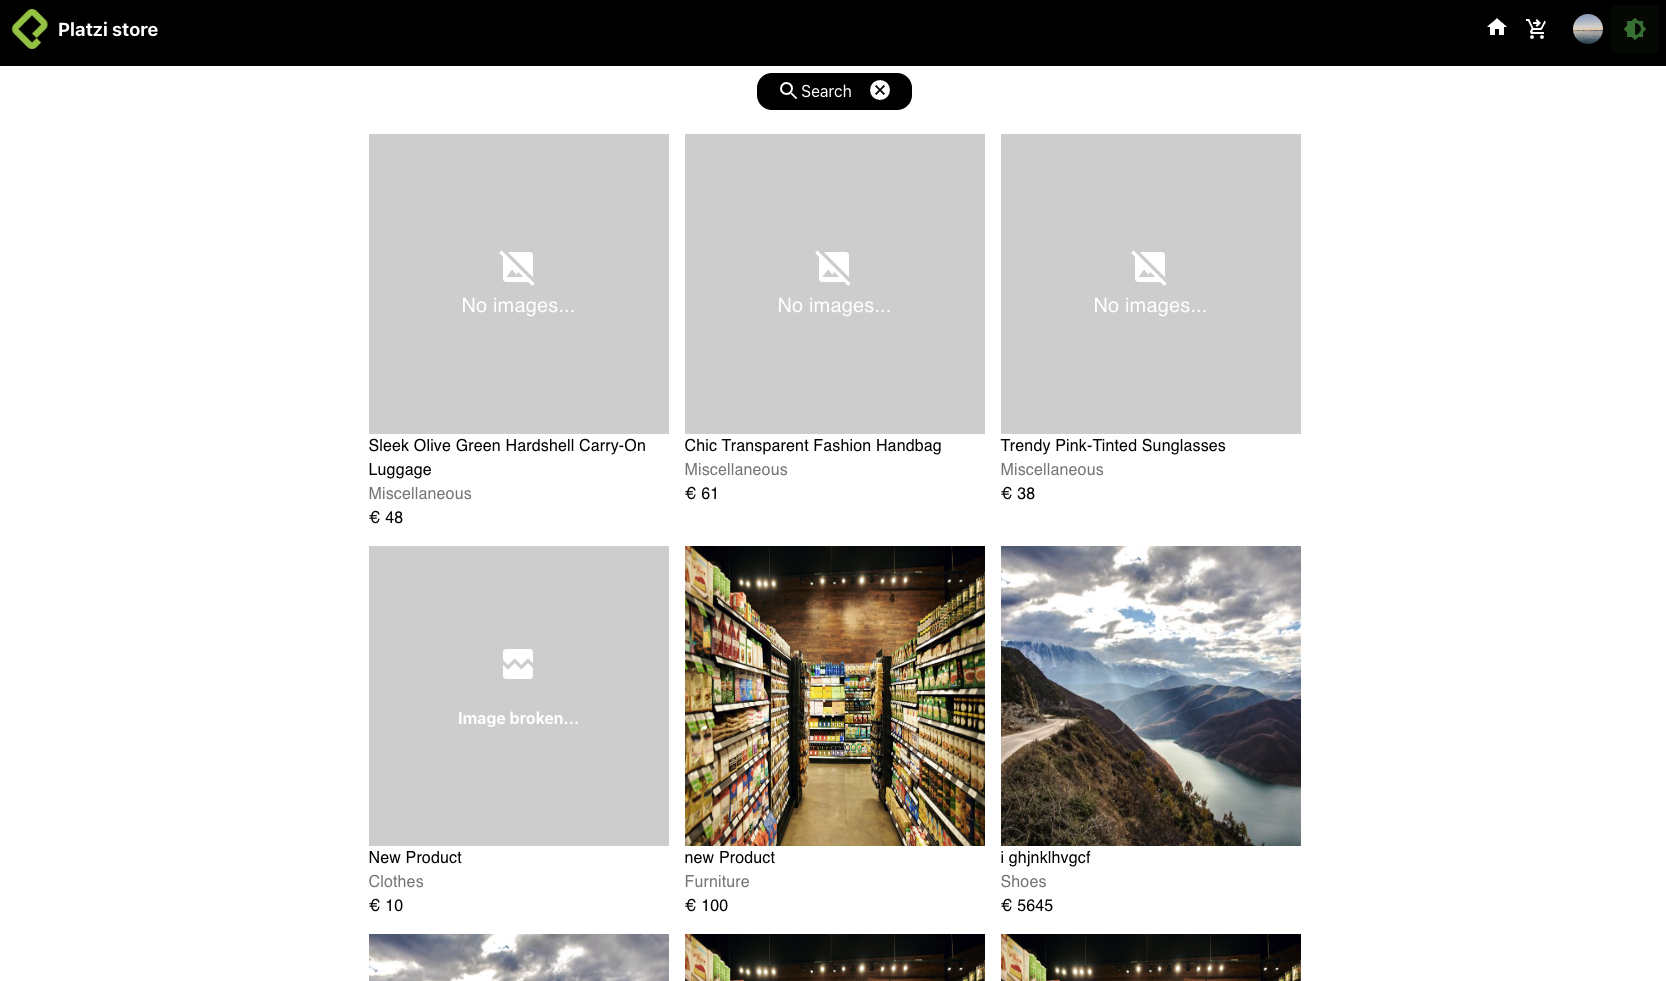 Platzi store
Search
No images...
No images...
No images...
Sleek Olive Green Hardshell Carry-On
Luggage
Miscellaneous
€ 48
Chic Transparent Fashion Handbag
Miscellaneous
€ 61
Trendy Pink-Tinted Sunglasses
Miscellaneous
€ 38
Image broken...
New Product
Clothes
€ 10
new Product
Furniture
€ 100
i ghjnklhvgcf
Shoes
€ 5645